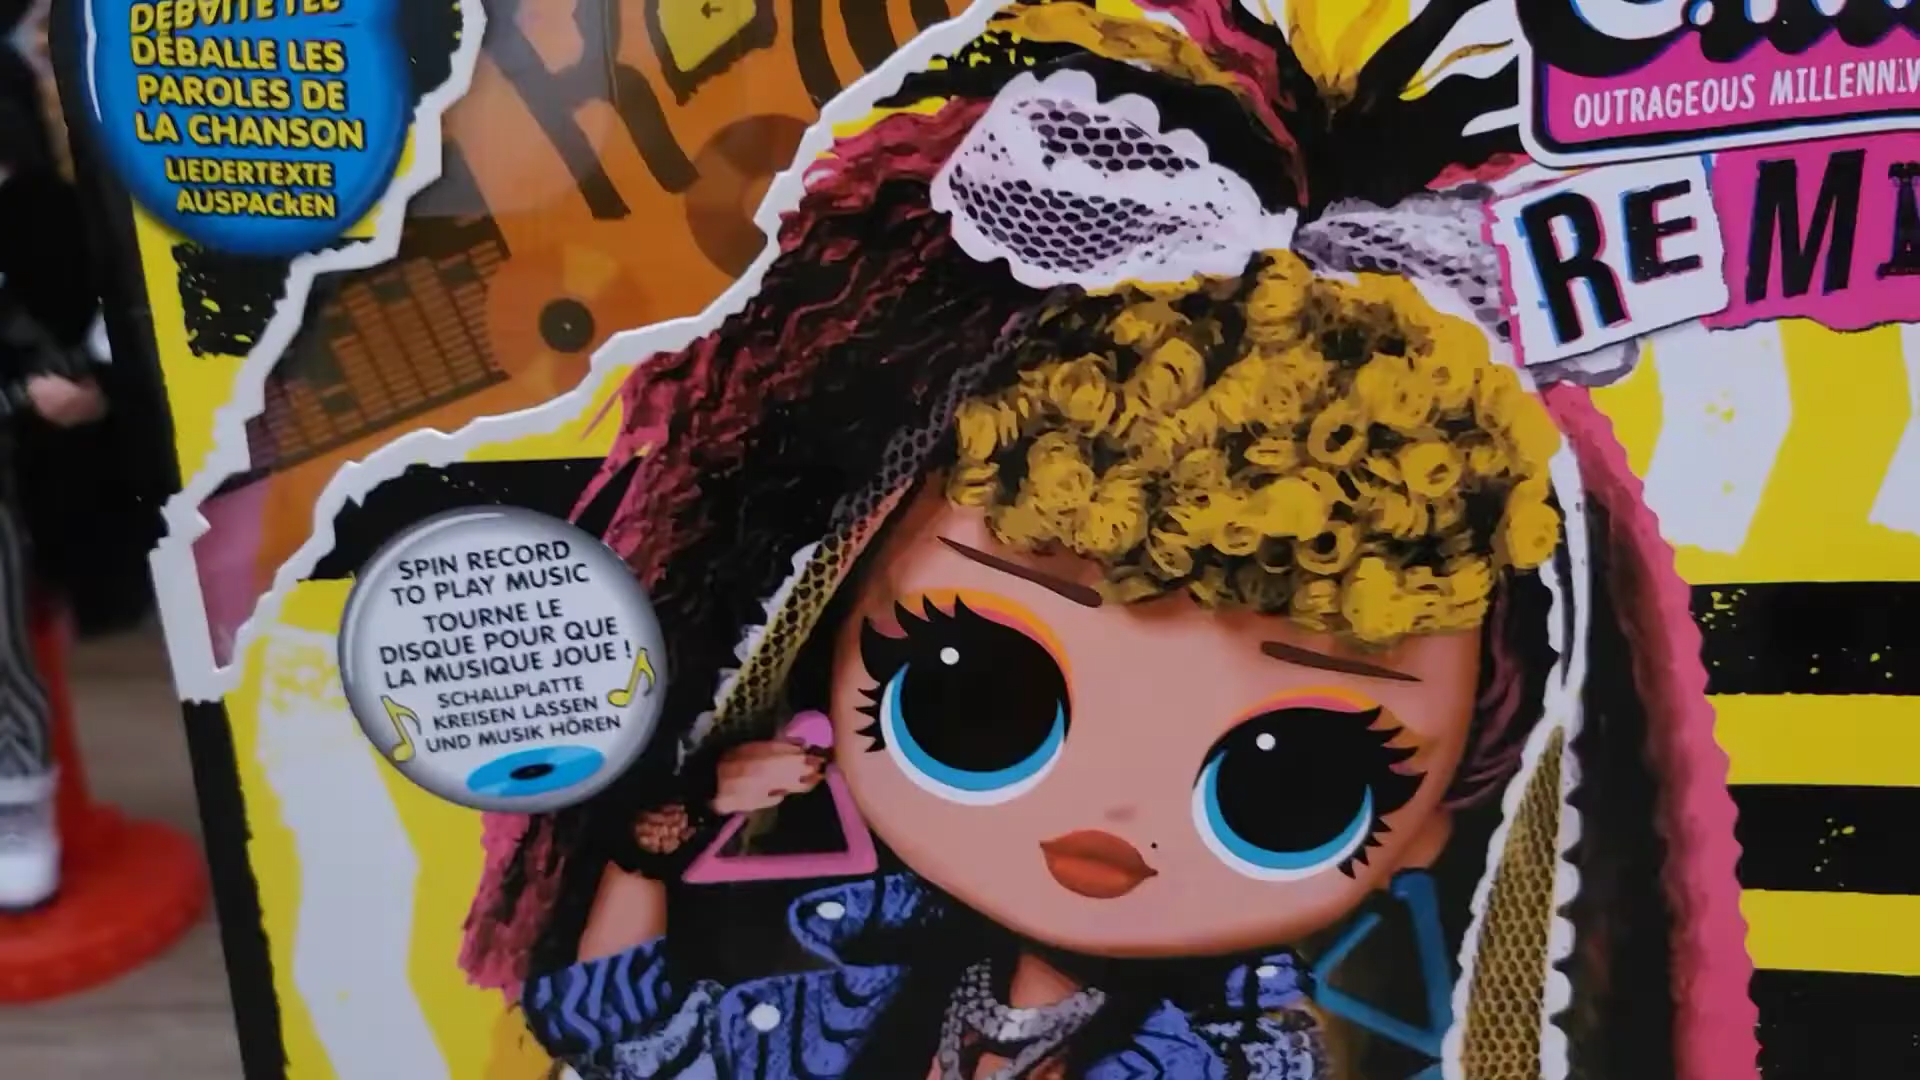 DÉBALLE LES
PAROLES DE
LA CHANSON
LIEDERTEXTE
AUSPACKEN
OUTRAGEOUS
SPIN RECORD
TO PLAY MUSIC
TOURNE LE
DISQUE POUR QUE
LA MUSIQUE JOUE !
SCHALLPLATTE
KREISEN LASSEN
UND MUSIK HÖREN